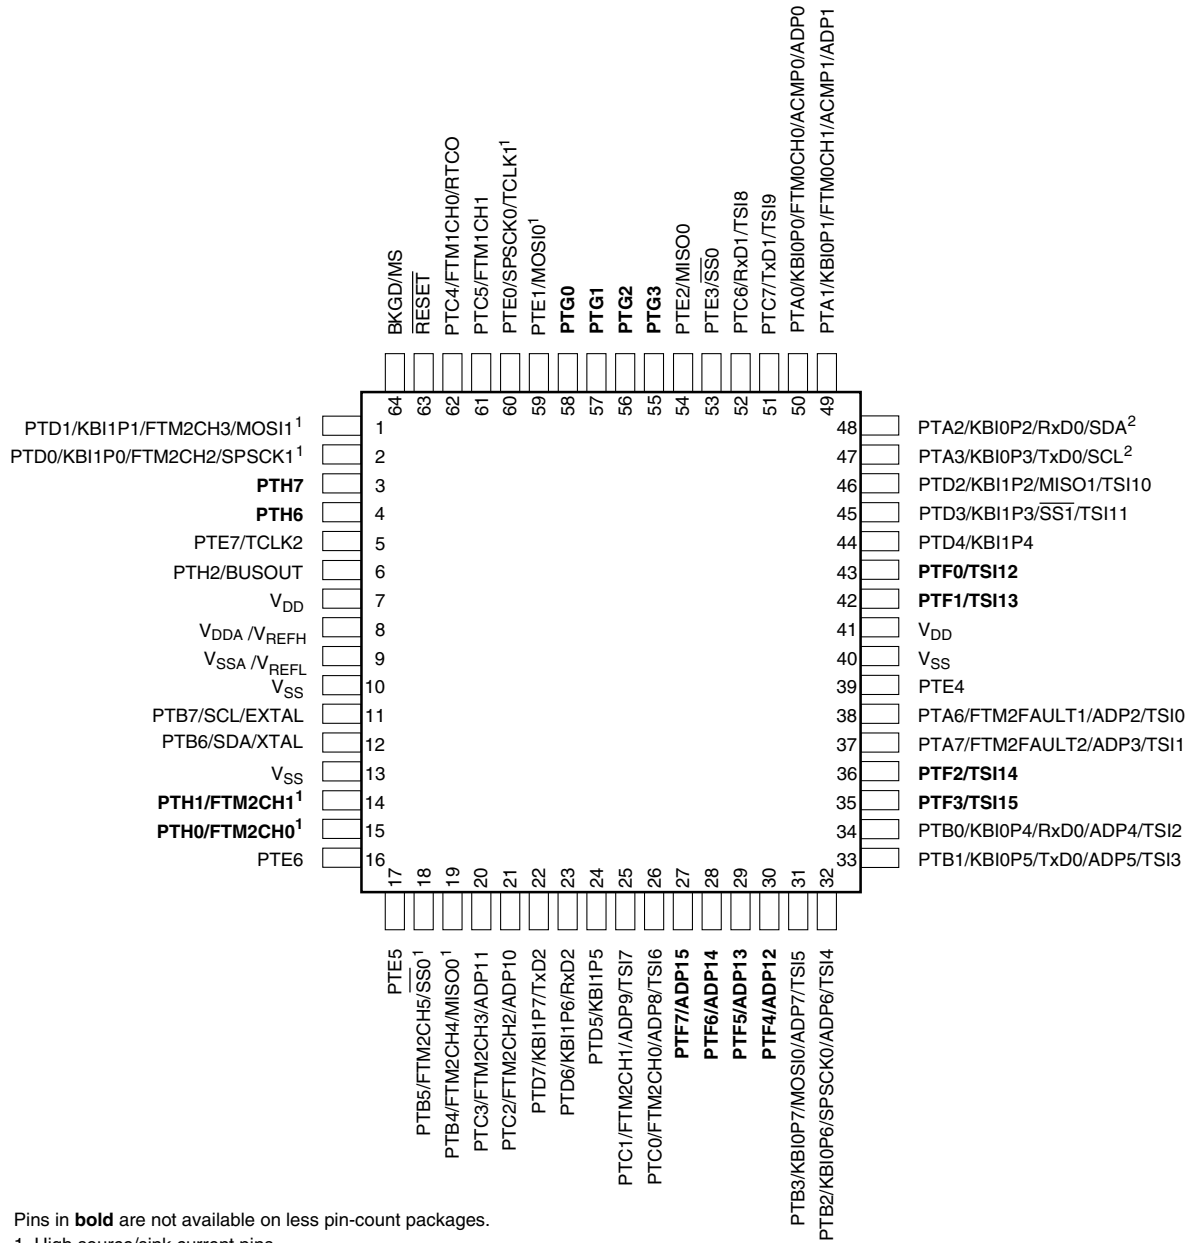 BKGD/MS
RESET
PTC4/FTM1CH0/RTCO
PTC5/FTM1CH1
PTE0/SPSCK0/TCLK1¹
PTE1/MOSI0¹
PTG0
PTG1
PTG2
PTG3
PTE2/MISO0
PTE3/SS0
PTC6/RxD1/TSI8
PTC7/TxD1/TSI9
PTA0/KBI0P0/FTM0CH0/ACMP0/ADP0
PTA1/KBI0P1/FTM0CH1/ACMP1/ADP1
64
63
62
61
60
59
58
57
56
55
54
53
52
51
50
49
PTD1/KBI1P1/FTM2CH3/MOSI1¹ 1
PTD0/KBI1P0/FTM2CH2/SPSCK1¹ 2
PTH7 3
PTH6 4
PTE7/TCLK2 5
PTH2/BUSOUT 6
VDD 7
VDDA /VREFH 8
VSSA /VREFL 9
VSS 10
PTB7/SCL/EXTAL 11
PTB6/SDA/XTAL 12
VSS 13
PTH1/FTM2CH1¹ 14
PTH0/FTM2CH0¹ 15
PTE6 16
48 PTA2/KBI0P2/RxD0/SDA²
47 PTA3/KBI0P3/TxD0/SCL²
46 PTD2/KBI1P2/MISO1/TSI10
45 PTD3/KBI1P3/SS1/TSI11
44 PTD4/KBI1P4
43 PTF0/TSI12
42 PTF1/TSI13
41 VDD
40 VSS
39 PTE4
38 PTA6/FTM2FAULT1/ADP2/TSI0
37 PTA7/FTM2FAULT2/ADP3/TSI1
36 PTF2/TSI14
35 PTF3/TSI15
34 PTB0/KBI0P4/RxD0/ADP4/TSI2
33 PTB1/KBI0P5/TxD0/ADP5/TSI3
17
18
19
20
21
22
23
24
25
26
27
28
29
30
31
32
PTE5
PTB5/FTM2CH5/SS0¹
PTB4/FTM2CH4/MISO0¹
PTC3/FTM2CH3/ADP11
PTC2/FTM2CH2/ADP10
PTD7/KBI1P7/TxD2
PTD6/KBI1P6/RxD2
PTD5/KBI1P5
PTC1/FTM2CH1/ADP9/TSI7
PTC0/FTM2CH0/ADP8/TSI6
PTF7/ADP15
PTF6/ADP14
PTF5/ADP13
PTF4/ADP12
PTB3/KBI0P7/MOSI0/ADP7/TSI5
PTB2/KBI0P6/SPSCK0/ADP6/TSI4
Pins in bold are not available on less pin-count packages.
1. High source/sink current pins